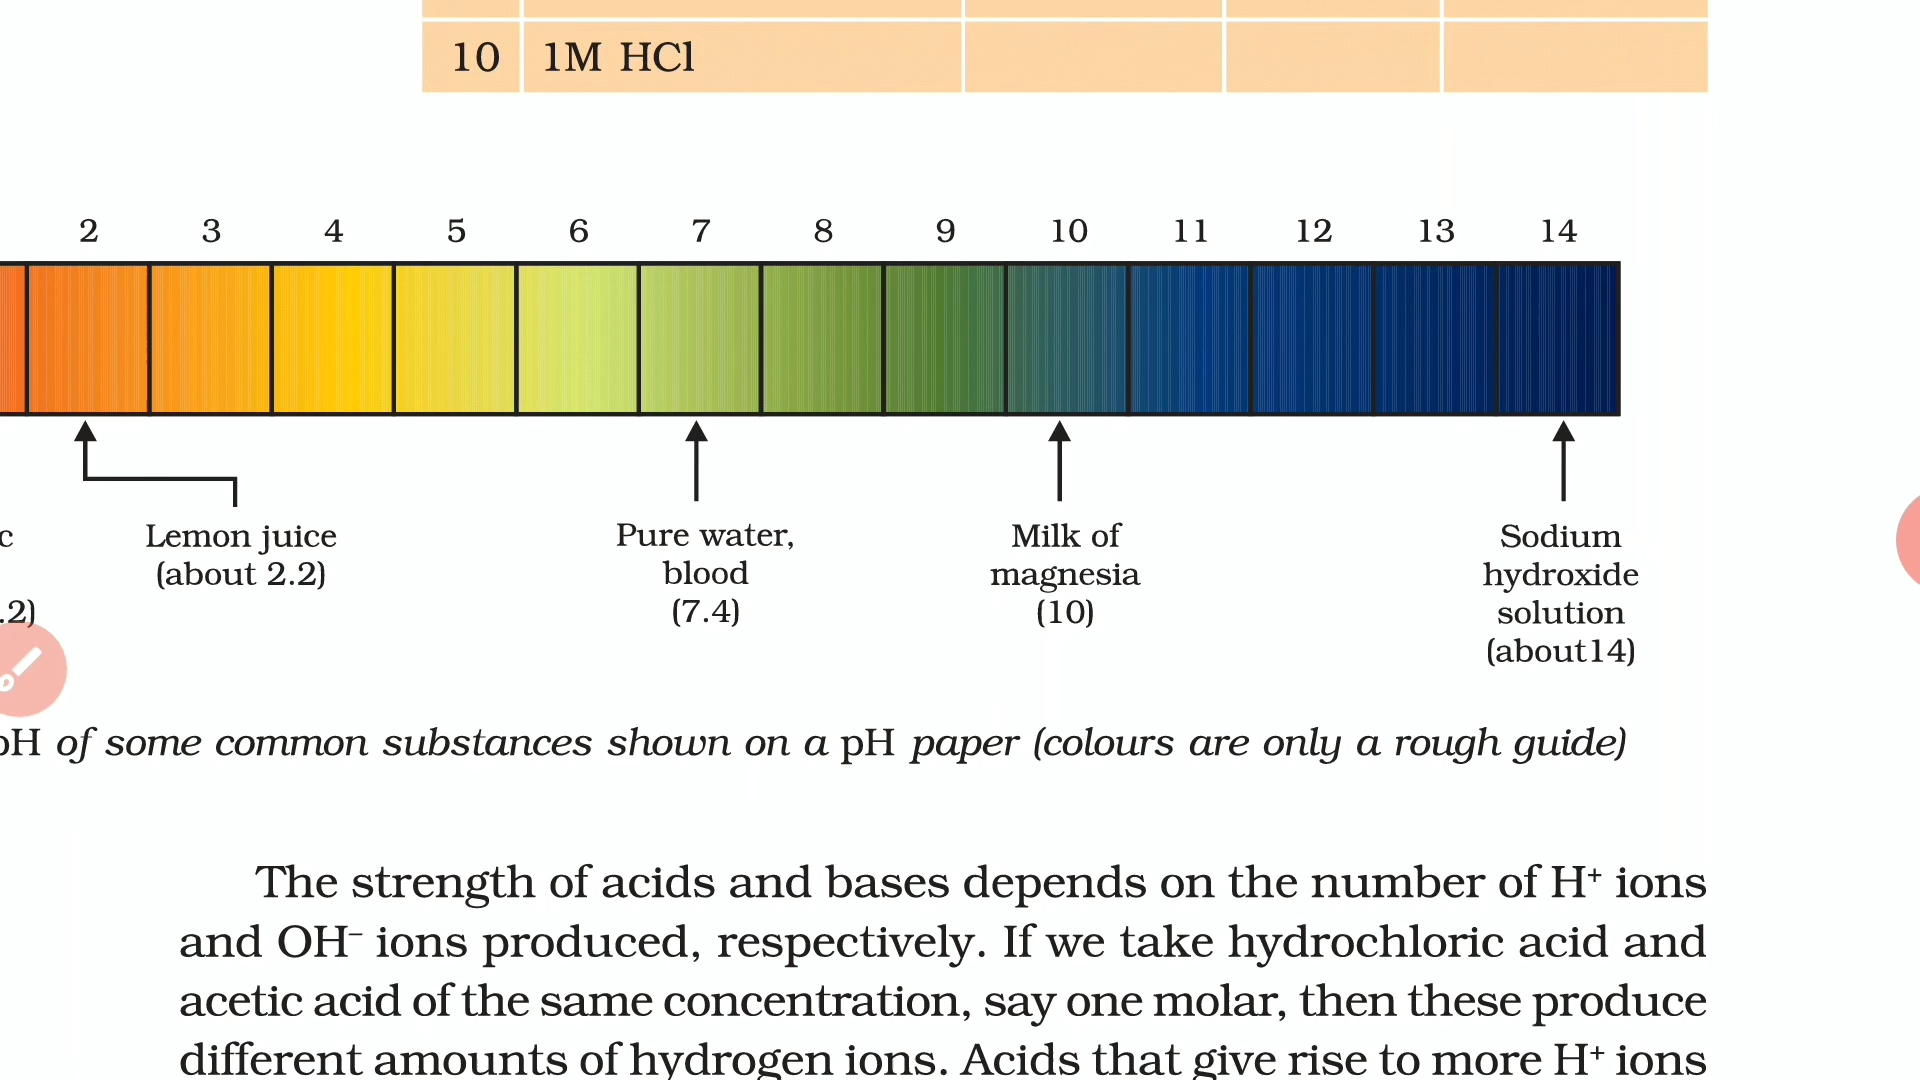 10 1M HCl
2 3 4 5 6 7 8 9 10 11 12 13 14
c Lemon juice Pure water, Milk of Sodium
(about 2.2) blood magnesia hydroxide
.2) (7.4) (10) solution
(about14)
pH of some common substances shown on a pH paper (colours are only a rough guide)
The strength of acids and bases depends on the number of H⁺ ions
and OH⁻ ions produced, respectively. If we take hydrochloric acid and
acetic acid of the same concentration, say one molar, then these produce
different amounts of hydrogen ions. Acids that give rise to more H⁺ ions